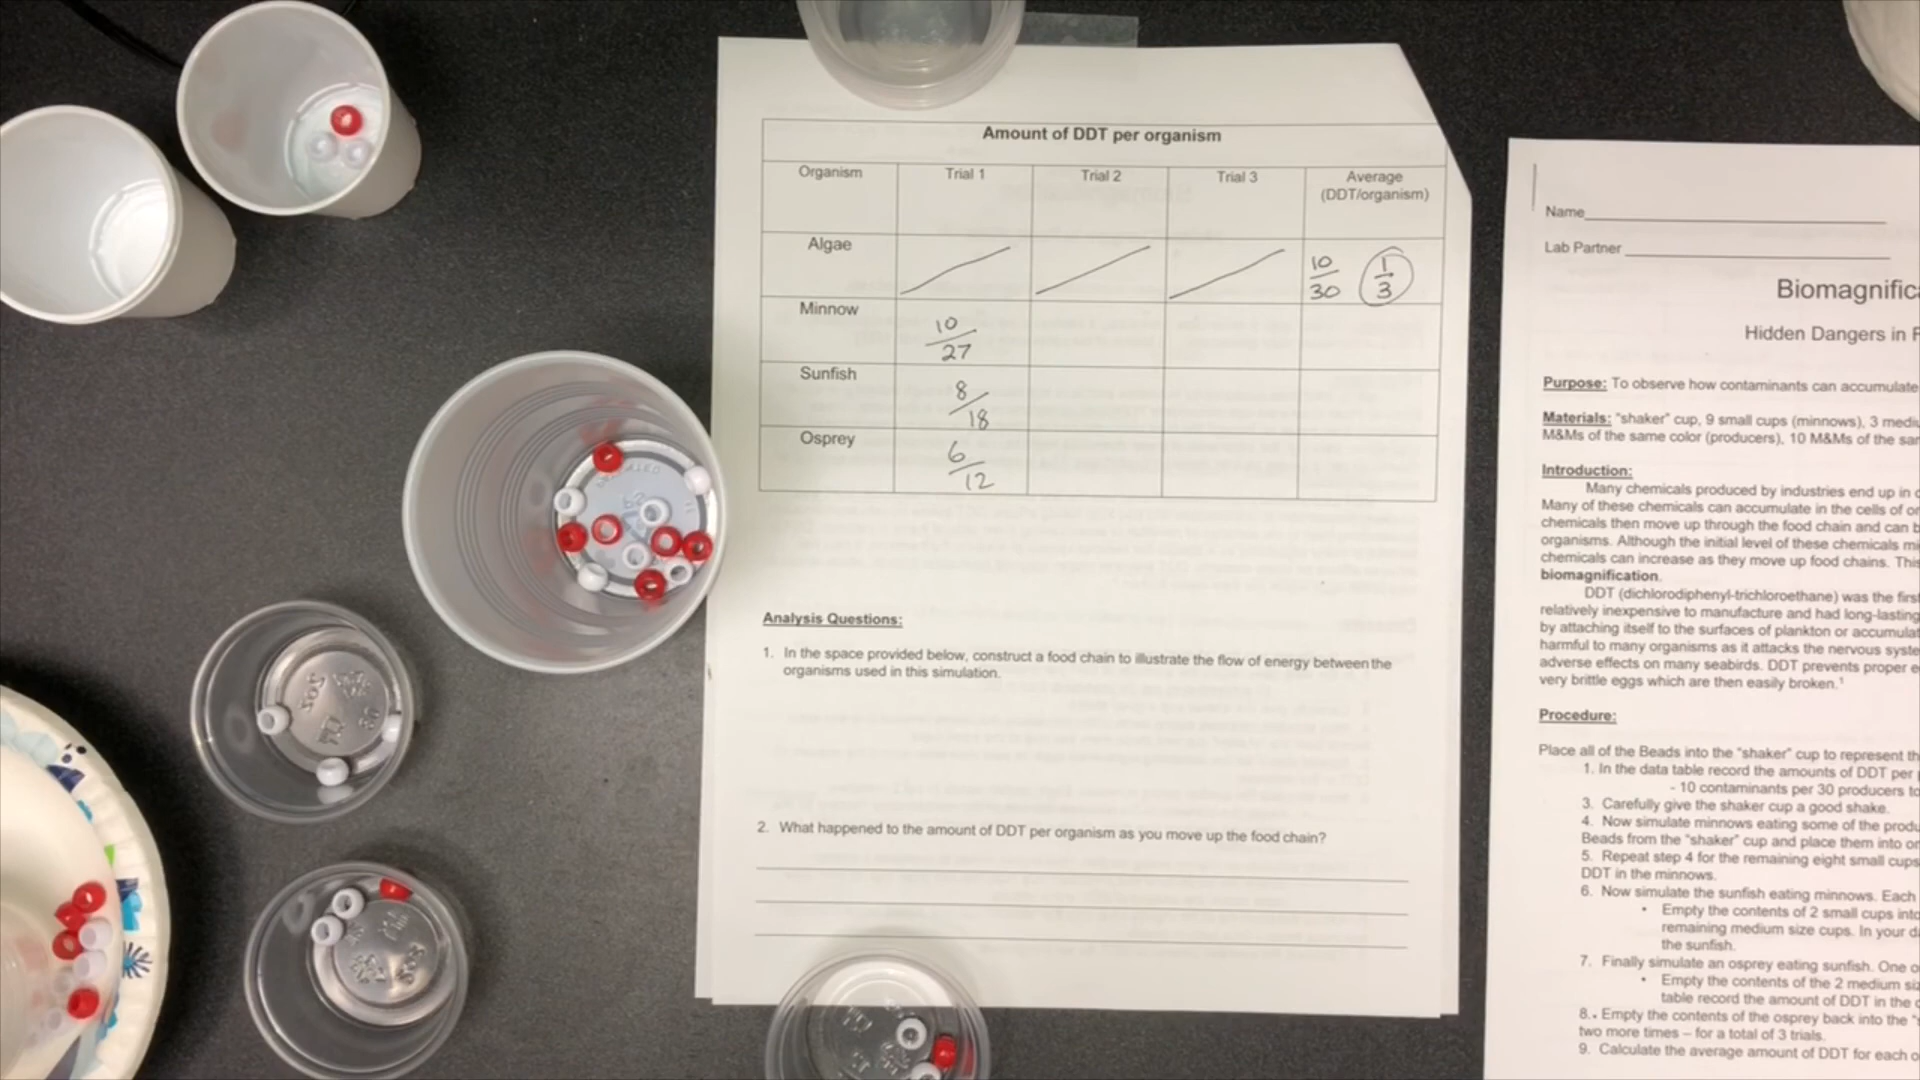 Amount of DDT per organism
Organism Trial 1 Trial 2 Trial 3 Average (DDT/organism)
Algae 10/30 1/3
Minnow 10/27
Sunfish 8/18
Osprey 6/12
Analysis Questions:
1. In the space provided below, construct a food chain to illustrate the flow of energy between the
organisms used in this simulation.
2. What happened to the amount of DDT per organism as you move up the food chain?
Name
Lab Partner
Biomagnific
Hidden Dangers in F
Purpose: To observe how contaminants can accumulate
Materials: "shaker" cup, 9 small cups (minnows), 3 mediu
M&Ms of the same color (producers), 10 M&Ms of the sa
Introduction:
Many chemicals produced by industries end up in
Many of these chemicals can accumulate in the cells of or
chemicals then move up through the food chain and can b
organisms. Although the initial level of these chemicals mi
chemicals can increase as they move up food chains. This
biomagnification.
DDT (dichlorodiphenyl-trichloroethane) was the first
relatively inexpensive to manufacture and had long-lasting
by attaching itself to the surfaces of plankton or accumulat
harmful to many organisms as it attacks the nervous syste
adverse effects on many seabirds. DDT prevents proper e
very brittle eggs which are then easily broken.¹
Procedure:
Place all of the Beads into the "shaker" cup to represent th
1. In the data table record the amounts of DDT per
- 10 contaminants per 30 producers to
3. Carefully give the shaker cup a good shake.
4. Now simulate minnows eating some of the produ
Beads from the "shaker" cup and place them into or
5. Repeat step 4 for the remaining eight small cups
DDT in the minnows.
6. Now simulate the sunfish eating minnows. Each
• Empty the contents of 2 small cups into
remaining medium size cups. In your da
the sunfish.
7. Finally simulate an osprey eating sunfish. One o
• Empty the contents of the 2 medium siz
table record the amount of DDT in the
8. Empty the contents of the osprey back into the "s
two more times – for a total of 3 trials.
9. Calculate the average amount of DDT for each o